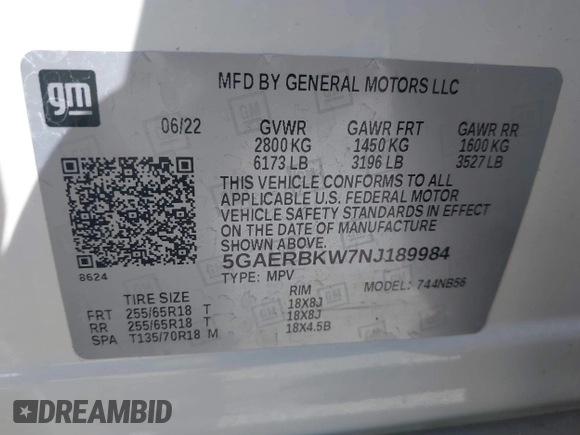 gm
MFD BY GENERAL MOTORS LLC
06/22 GVWR GAWR FRT GAWR RR
2800 KG 1450 KG 1600 KG
6173 LB 3196 LB 3527 LB
THIS VEHICLE CONFORMS TO ALL
APPLICABLE U.S. FEDERAL MOTOR
VEHICLE SAFETY STANDARDS IN EFFECT
ON THE DATE OF MANUFACTURE
SHOWN ABOVE.
8624
5GAERBKW7NJ189984
TYPE: MPV MODEL: 744NB56
TIRE SIZE RIM
FRT 255/65R18 T 18X8J
RR 255/65R18 T 18X8J
SPA T135/70R18 M 18X4.5B
DREAMBID